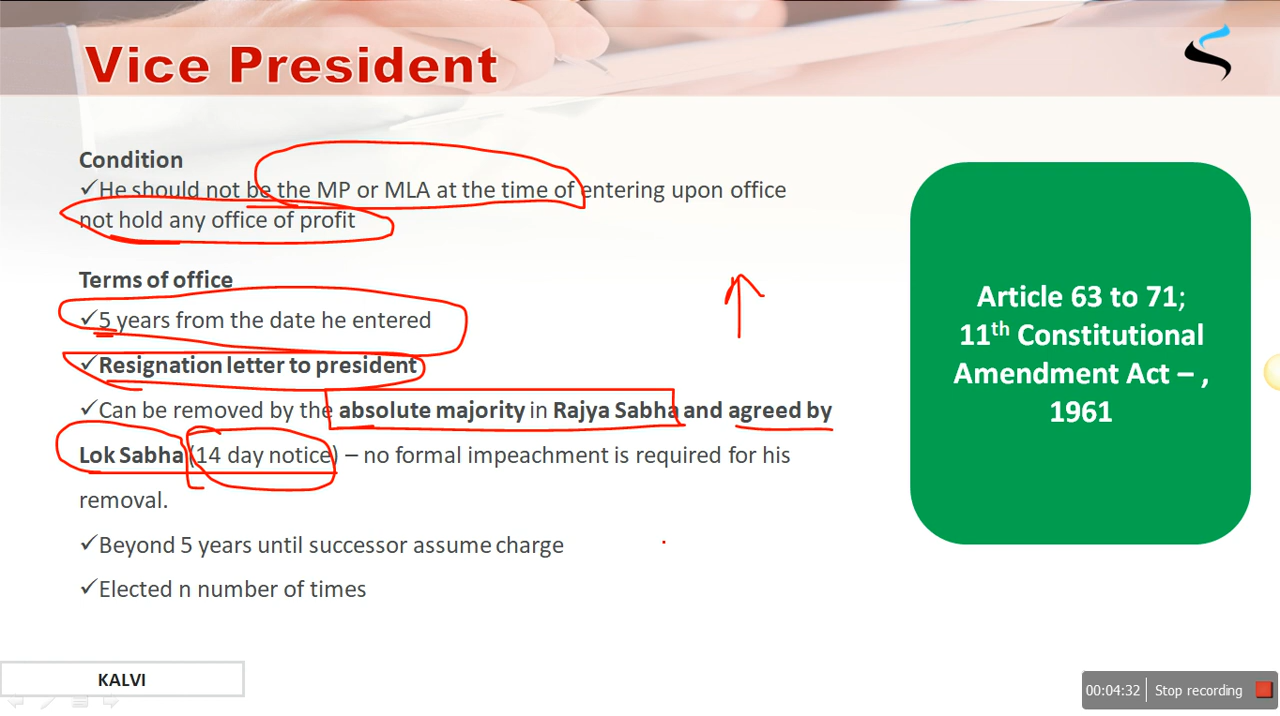 Vice President
Condition
✓He should not be the MP or MLA at the time of entering upon office
not hold any office of profit
Terms of office
✓5 years from the date he entered
✓Resignation letter to president
✓Can be removed by the absolute majority in Rajya Sabha and agreed by
Lok Sabha (14 day notice) – no formal impeachment is required for his
removal.
✓Beyond 5 years until successor assume charge
✓Elected n number of times
Article 63 to 71;
11th Constitutional
Amendment Act – ,
1961
KALVI
00:04:32 Stop recording